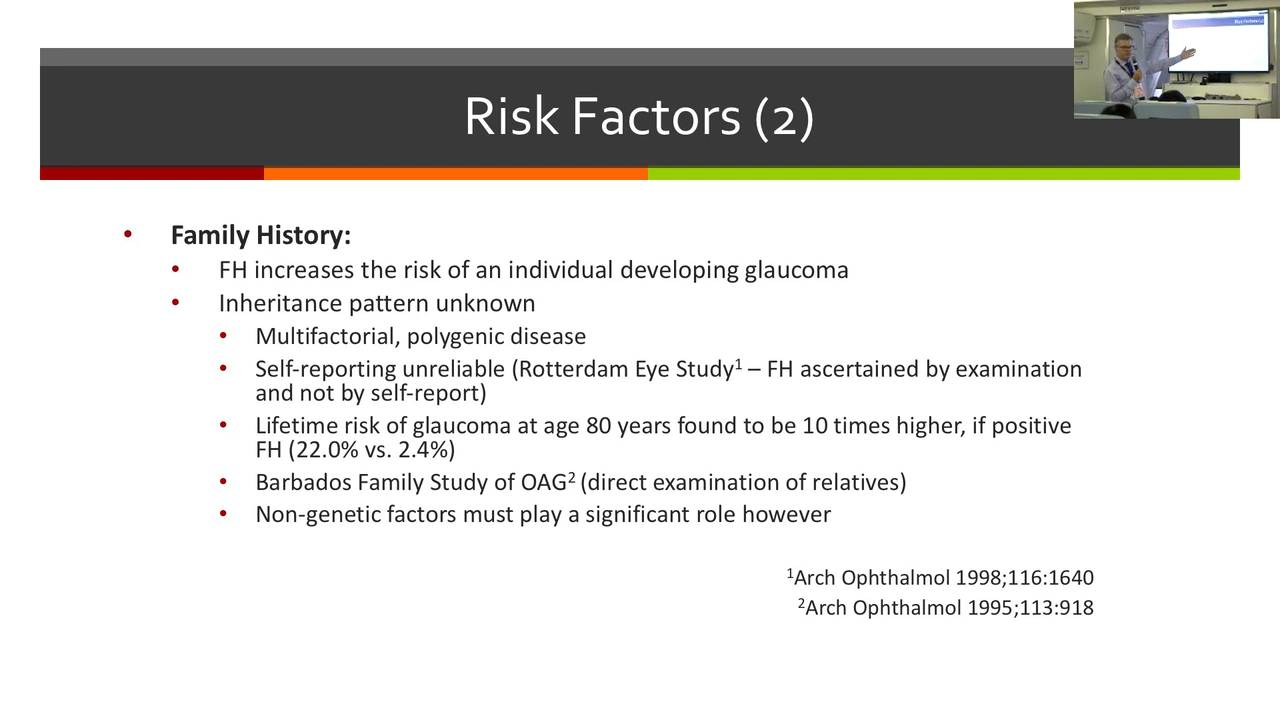 Risk Factors (2)
• Family History:
• FH increases the risk of an individual developing glaucoma
• Inheritance pattern unknown
• Multifactorial, polygenic disease
• Self-reporting unreliable (Rotterdam Eye Study¹ – FH ascertained by examination
and not by self-report)
• Lifetime risk of glaucoma at age 80 years found to be 10 times higher, if positive
FH (22.0% vs. 2.4%)
• Barbados Family Study of OAG² (direct examination of relatives)
• Non-genetic factors must play a significant role however
¹Arch Ophthalmol 1998;116:1640
²Arch Ophthalmol 1995;113:918